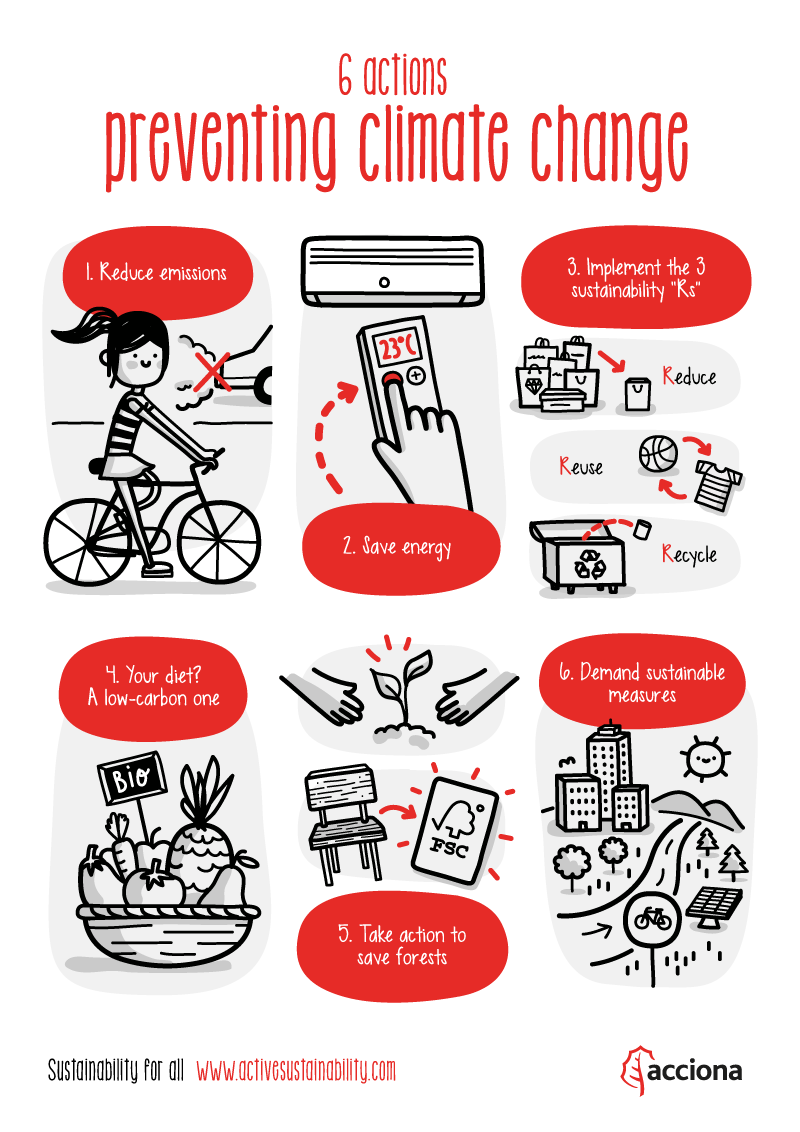 6 actions
preventing climate change
1. Reduce emissions
23°C
+
2. Save energy
3. Implement the 3
sustainability "Rs"
Reduce
Reuse
Recycle
4. Your diet?
A low-carbon one
Bio
FSC
5. Take action to
save forests
6. Demand sustainable
measures
Sustainability for all www.activesustainability.com
acciona